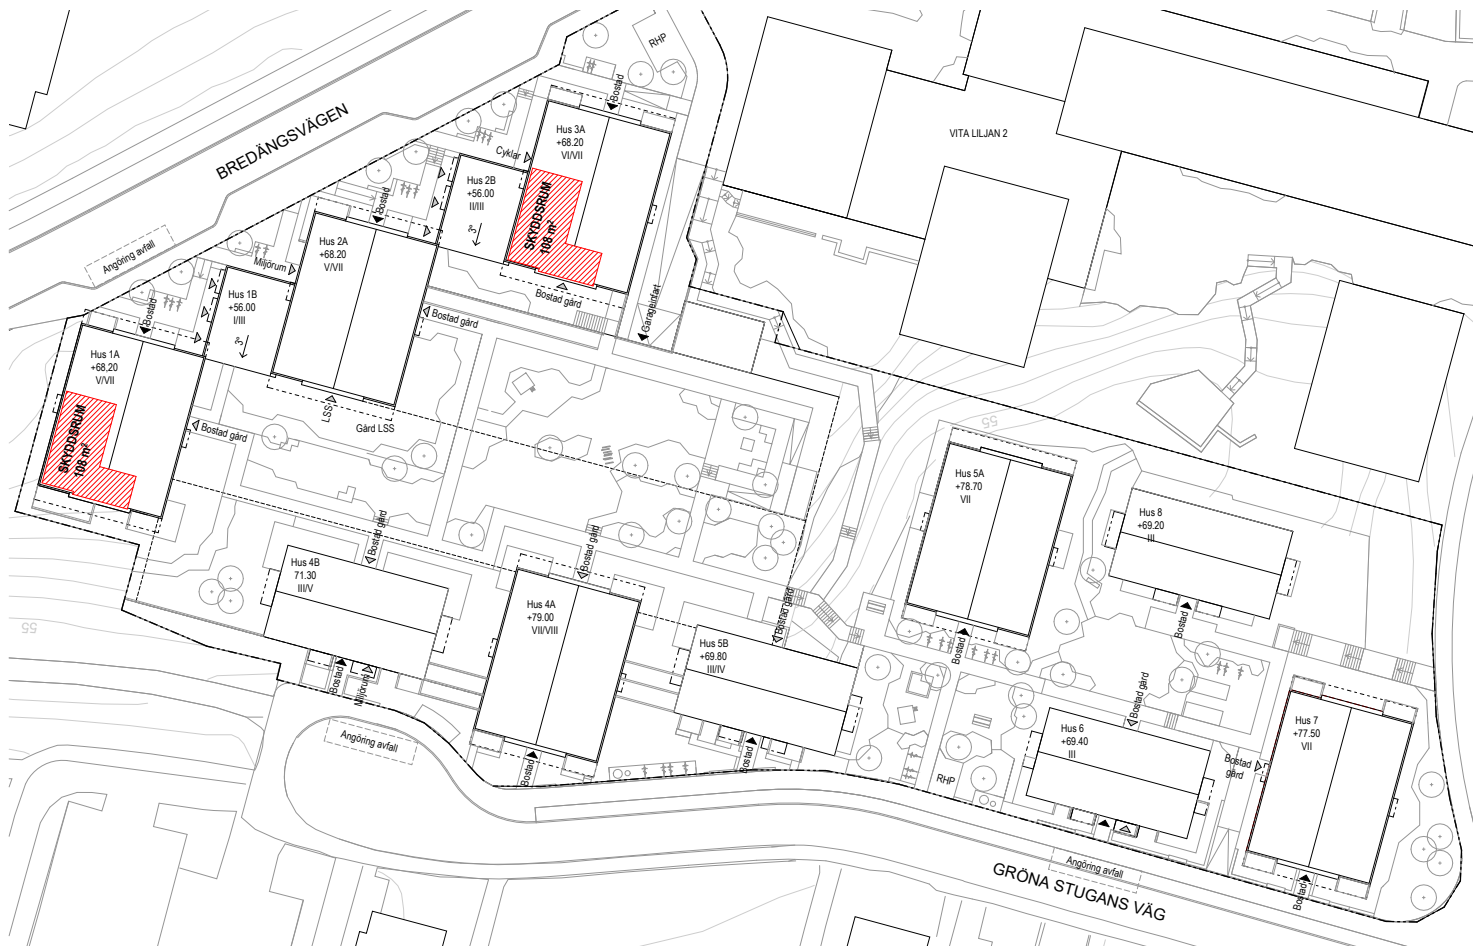 RHP
Bostad
BREDÄNGSVÄGEN
Hus 3A
+68.20
VI/VII
VITA LILJAN 2
Cyklar
Hus 2B
+56.00
II/III
3°
SKYDDSRUM
108 m²
Bostad
Hus 2A
+68.20
V/VII
Angöring avfall
Miljörum
Hus 1B
+56.00
I/III
3°
Bostad gård
Bostad gård
Garageinfart
Bostad
Hus 1A
+68,20
V/VII
SKYDDSRUM
108 m²
LSS
Gård LSS
Bostad gård
55
Hus 5A
+78.70
VII
Hus 8
+69.20
III
Bostad gård
Bostad gård
Hus 4B
71.30
III/V
Hus 4A
+79.00
VII/VIII
Bostad gård
Hus 5B
+69.80
III/IV
55
Bostad
Bostad
Bostad
Miljörum
Bostad gård
Hus 7
+77.50
VII
Hus 6
+69.40
III
Angöring avfall
Bostad
Bostad
Bostad
gård
RHP
Angöring avfall
GRÖNA STUGANS VÄG
Bostad